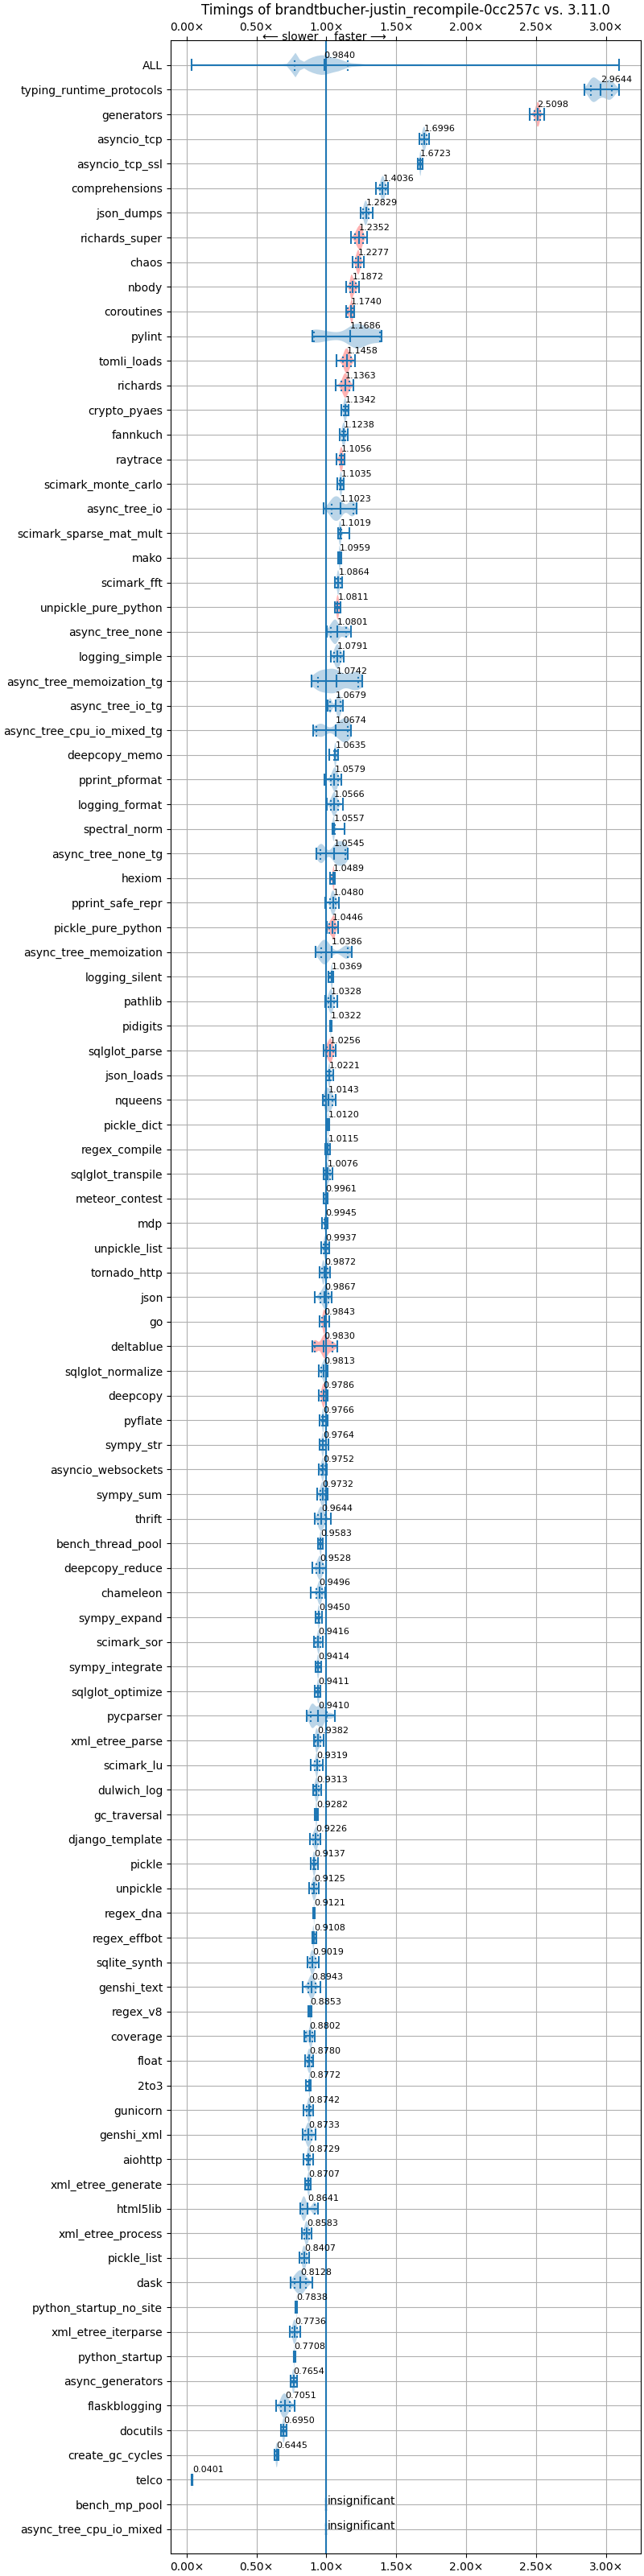 Timings of brandtbucher-justin_recompile-0cc257c vs. 3.11.0
0.00× 0.50× 1.00× 1.50× 2.00× 2.50× 3.00×
← slower faster →
ALL 0.9840
typing_runtime_protocols 2.9644
generators 2.5098
asyncio_tcp 1.6996
asyncio_tcp_ssl 1.6723
comprehensions 1.4036
json_dumps 1.2829
richards_super 1.2352
chaos 1.2277
nbody 1.1872
coroutines 1.1740
pylint 1.1686
tomli_loads 1.1458
richards 1.1363
crypto_pyaes 1.1342
fannkuch 1.1238
raytrace 1.1056
scimark_monte_carlo 1.1035
async_tree_io 1.1023
scimark_sparse_mat_mult 1.1019
mako 1.0959
scimark_fft 1.0864
unpickle_pure_python 1.0811
async_tree_none 1.0801
logging_simple 1.0791
async_tree_memoization_tg 1.0742
async_tree_io_tg 1.0679
async_tree_cpu_io_mixed_tg 1.0674
deepcopy_memo 1.0635
pprint_pformat 1.0579
logging_format 1.0566
spectral_norm 1.0557
async_tree_none_tg 1.0545
hexiom 1.0489
pprint_safe_repr 1.0480
pickle_pure_python 1.0446
async_tree_memoization 1.0386
logging_silent 1.0369
pathlib 1.0328
pidigits 1.0322
sqlglot_parse 1.0256
json_loads 1.0221
nqueens 1.0143
pickle_dict 1.0120
regex_compile 1.0115
sqlglot_transpile 1.0076
meteor_contest 0.9961
mdp 0.9945
unpickle_list 0.9937
tornado_http 0.9872
json 0.9867
go 0.9843
deltablue 0.9830
sqlglot_normalize 0.9813
deepcopy 0.9786
pyflate 0.9766
sympy_str 0.9764
asyncio_websockets 0.9752
sympy_sum 0.9732
thrift 0.9644
bench_thread_pool 0.9583
deepcopy_reduce 0.9528
chameleon 0.9496
sympy_expand 0.9450
scimark_sor 0.9416
sympy_integrate 0.9414
sqlglot_optimize 0.9411
pycparser 0.9410
xml_etree_parse 0.9382
scimark_lu 0.9319
dulwich_log 0.9313
gc_traversal 0.9282
django_template 0.9226
pickle 0.9137
unpickle 0.9125
regex_dna 0.9121
regex_effbot 0.9108
sqlite_synth 0.9019
genshi_text 0.8943
regex_v8 0.8853
coverage 0.8802
float 0.8780
2to3 0.8772
gunicorn 0.8742
genshi_xml 0.8733
aiohttp 0.8729
xml_etree_generate 0.8707
html5lib 0.8641
xml_etree_process 0.8583
pickle_list 0.8407
dask 0.8128
python_startup_no_site 0.7838
xml_etree_iterparse 0.7736
python_startup 0.7708
async_generators 0.7654
flaskblogging 0.7051
docutils 0.6950
create_gc_cycles 0.6445
telco 0.0401
bench_mp_pool insignificant
async_tree_cpu_io_mixed insignificant
0.00× 0.50× 1.00× 1.50× 2.00× 2.50× 3.00×